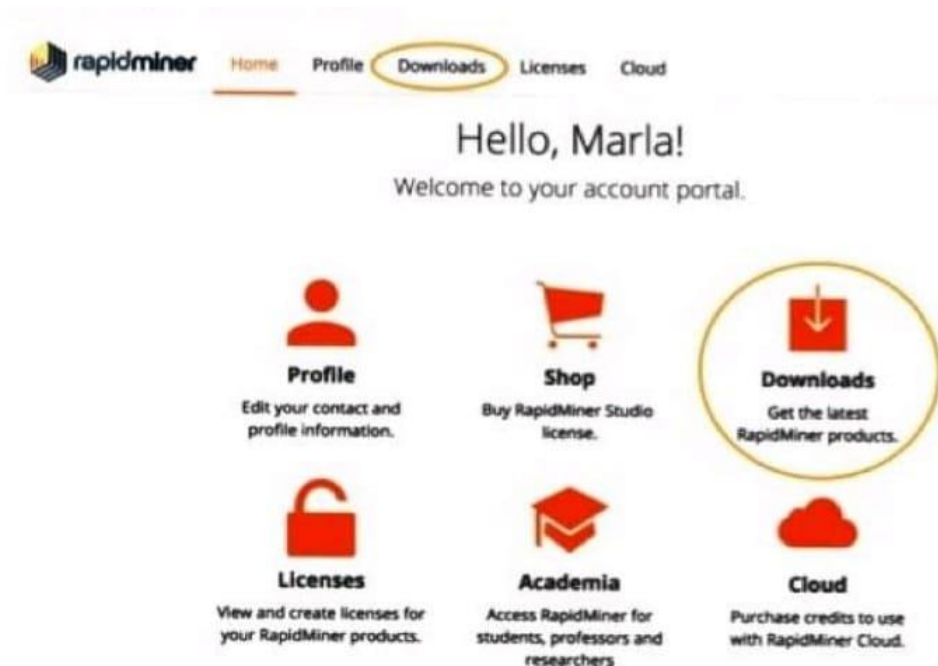 rapidminer Home Profile Downloads Licenses Cloud
Hello, Marla!
Welcome to your account portal.
Profile
Edit your contact and
profile information.
Shop
Buy RapidMiner Studio
license.
Downloads
Get the latest
RapidMiner products.
Licenses
View and create licenses for
your RapidMiner products.
Academia
Access RapidMiner for
students, professors and
researchers
Cloud
Purchase credits to use
with RapidMiner Cloud.